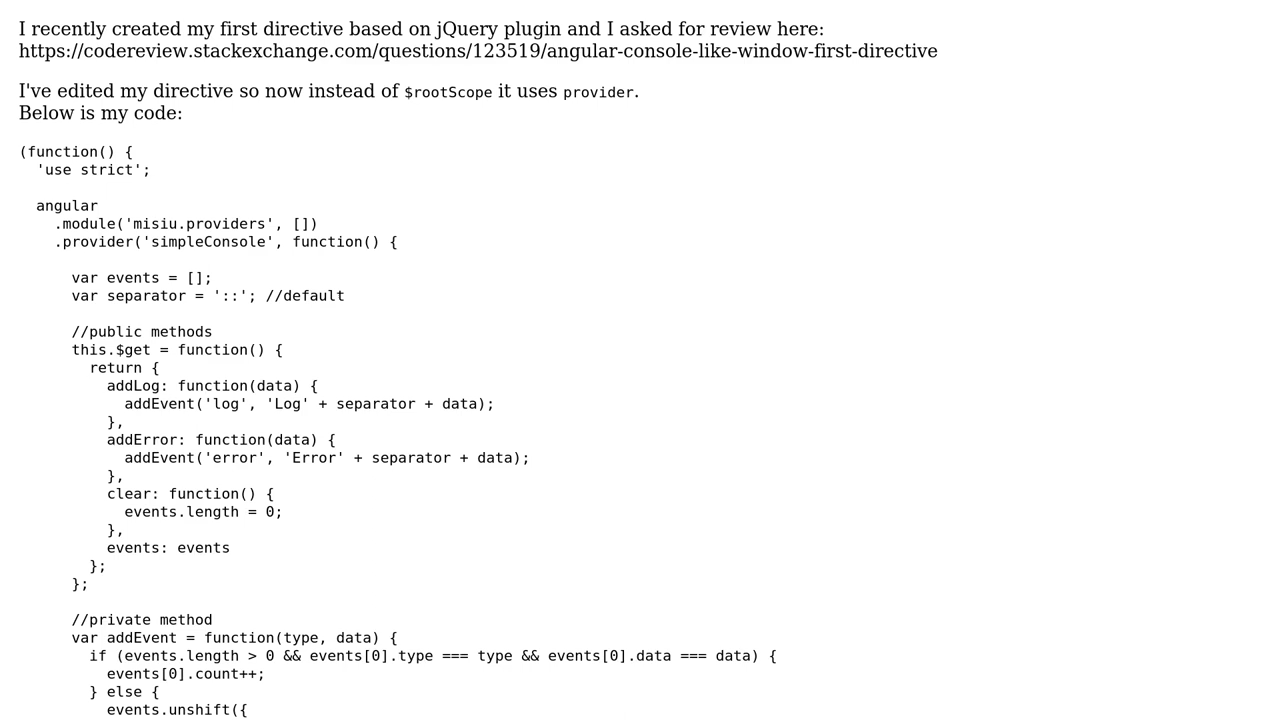 I recently created my first directive based on jQuery plugin and I asked for review here:
https://codereview.stackexchange.com/questions/123519/angular-console-like-window-first-directive
I've edited my directive so now instead of $rootScope it uses provider.
Below is my code:
(function() {
  'use strict';

  angular
    .module('misiu.providers', [])
    .provider('simpleConsole', function() {

      var events = [];
      var separator = '::'; //default

      //public methods
      this.$get = function() {
        return {
          addLog: function(data) {
            addEvent('log', 'Log' + separator + data);
          },
          addError: function(data) {
            addEvent('error', 'Error' + separator + data);
          },
          clear: function() {
            events.length = 0;
          },
          events: events
        };
      };

      //private method
      var addEvent = function(type, data) {
        if (events.length > 0 && events[0].type === type && events[0].data === data) {
          events[0].count++;
        } else {
          events.unshift({